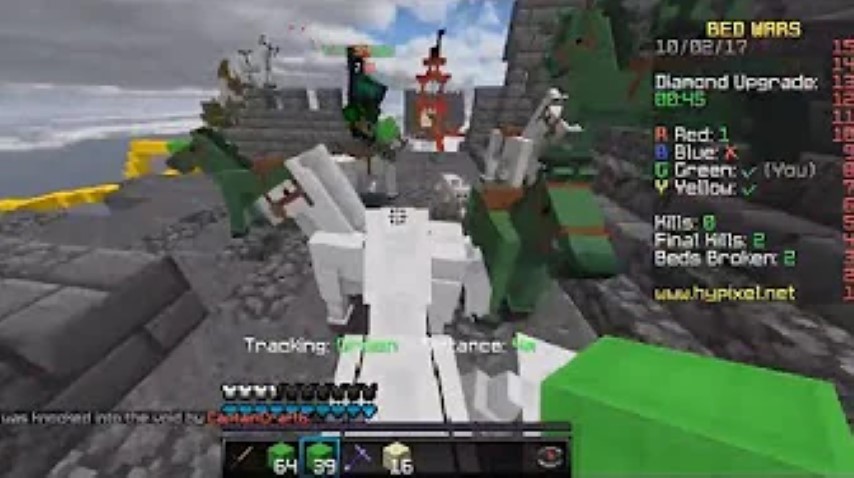 BED WARS
10/02/17
Diamond Upgrade:
00:45
R Red: 1
B Blue: ✗
G Green: ✓ (You)
Y Yellow: ✓
Kills: 0
Final Kills: 2
Beds Broken: 2
www.hypixel.net
15
14
13
12
11
10
9
8
7
6
5
4
3
2
1
Tracking: Green Distance: 4m
was knocked into the void by
64 39 16